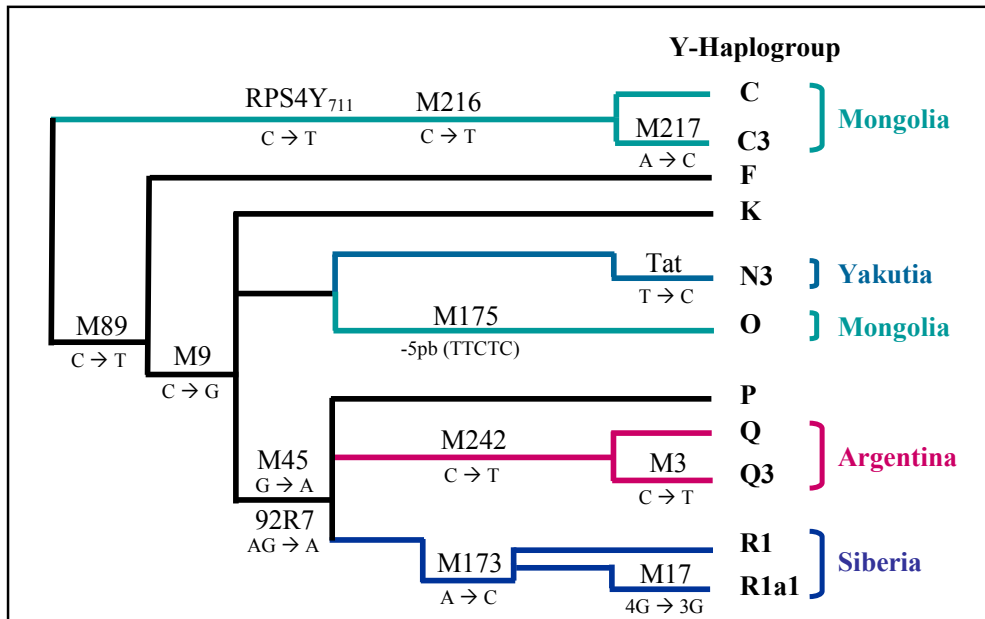 Y-Haplogroup
RPS4Y711 M216 C
C → T C → T
M217 C3 Mongolia
A → C
F
K
Tat N3 Yakutia
T → C
M175 O Mongolia
-5pb (TTCTC)
M89
C → T
M9
C → G
P
M242 Q
C → T
M3 Q3 Argentina
C → T
M45
G → A
92R7
AG → A
M173 R1
A → C
M17 R1a1 Siberia
4G → 3G